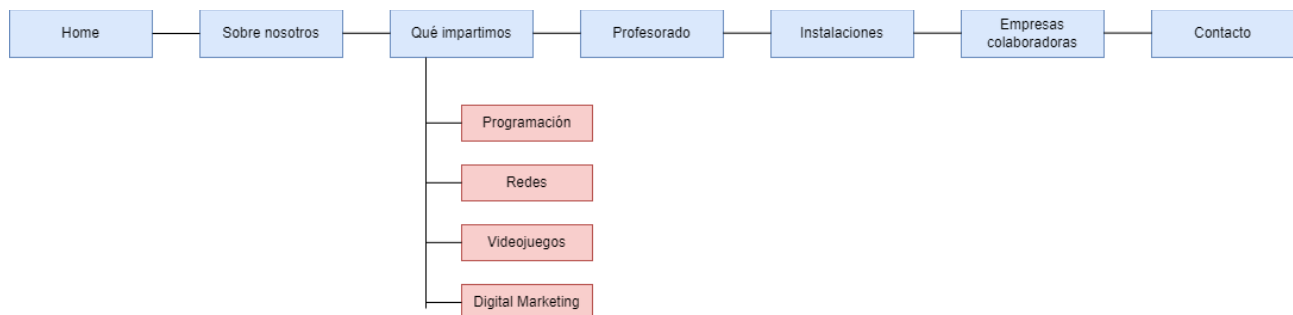 Home
Sobre nosotros
Qué impartimos
Profesorado
Instalaciones
Empresas
colaboradoras
Contacto
Programación
Redes
Videojuegos
Digital Marketing